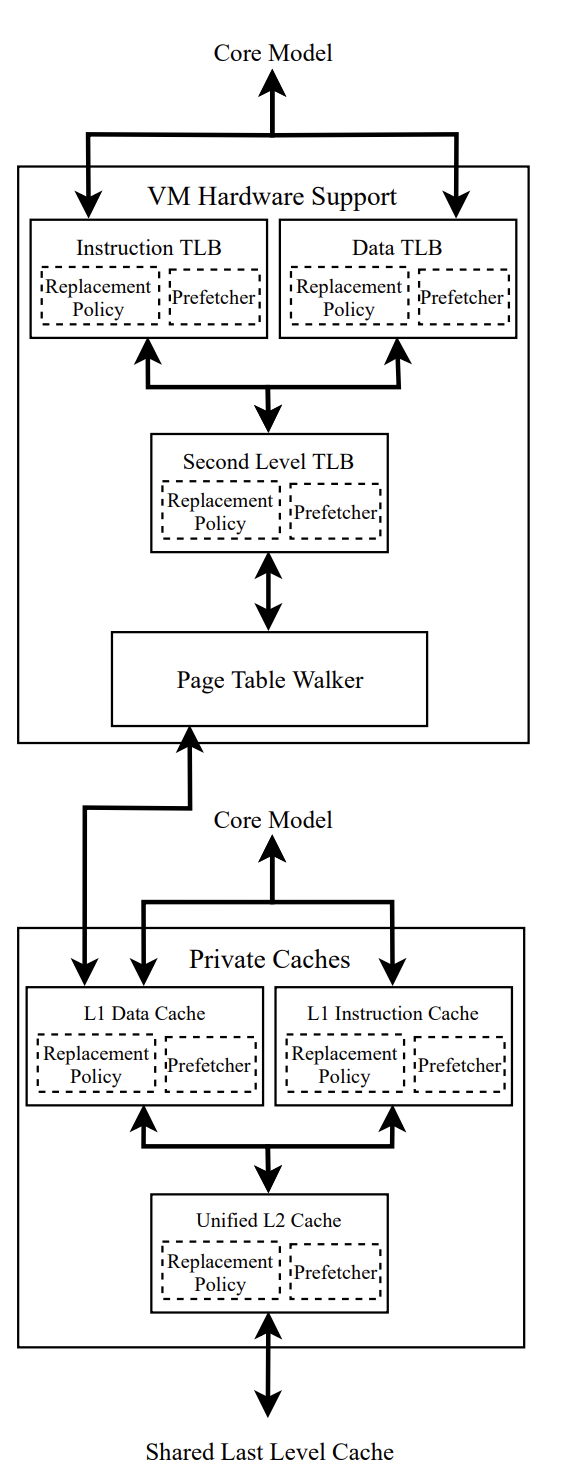 Core Model
VM Hardware Support
Instruction TLB
Replacement
Policy
Prefetcher
Data TLB
Replacement
Policy
Prefetcher
Second Level TLB
Replacement
Policy
Prefetcher
Page Table Walker
Core Model
Private Caches
L1 Data Cache
Replacement
Policy
Prefetcher
L1 Instruction Cache
Replacement
Policy
Prefetcher
Unified L2 Cache
Replacement
Policy
Prefetcher
Shared Last Level Cache